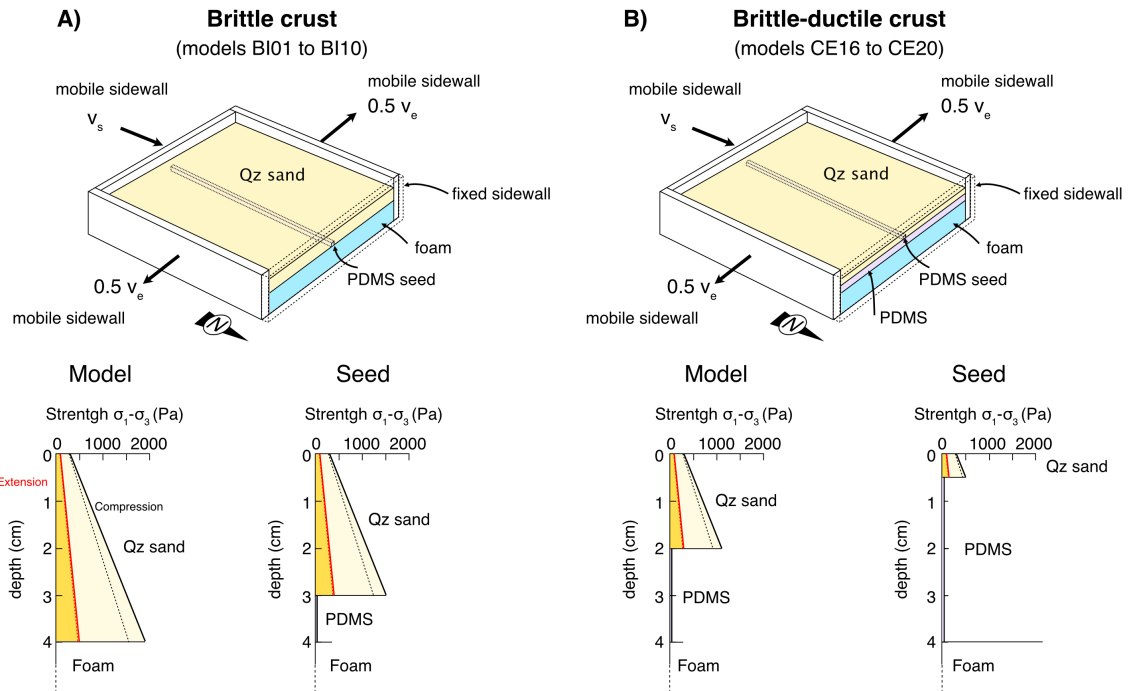 A) Brittle crust
(models BI01 to BI10)
mobile sidewall
vs
mobile sidewall
0.5 ve
Qz sand
fixed sidewall
foam
PDMS seed
0.5 ve
mobile sidewall
N
B) Brittle-ductile crust
(models CE16 to CE20)
mobile sidewall
vs
mobile sidewall
0.5 ve
Qz sand
fixed sidewall
foam
PDMS seed
PDMS
0.5 ve
mobile sidewall
N
Model
Strentgh σ1-σ3 (Pa)
0 1000 2000
0
1
2
3
4
depth (cm)
Extension
Compression
Qz sand
Foam
Seed
Strentgh σ1-σ3 (Pa)
0 1000 2000
0
1
2
3
4
depth (cm)
Qz sand
PDMS
Foam
Model
Strentgh σ1-σ3 (Pa)
0 1000 2000
0
1
2
3
4
depth (cm)
Qz sand
PDMS
Foam
Seed
Strentgh σ1-σ3 (Pa)
0 1000 2000
0
1
2
3
4
depth (cm)
Qz sand
PDMS
Foam